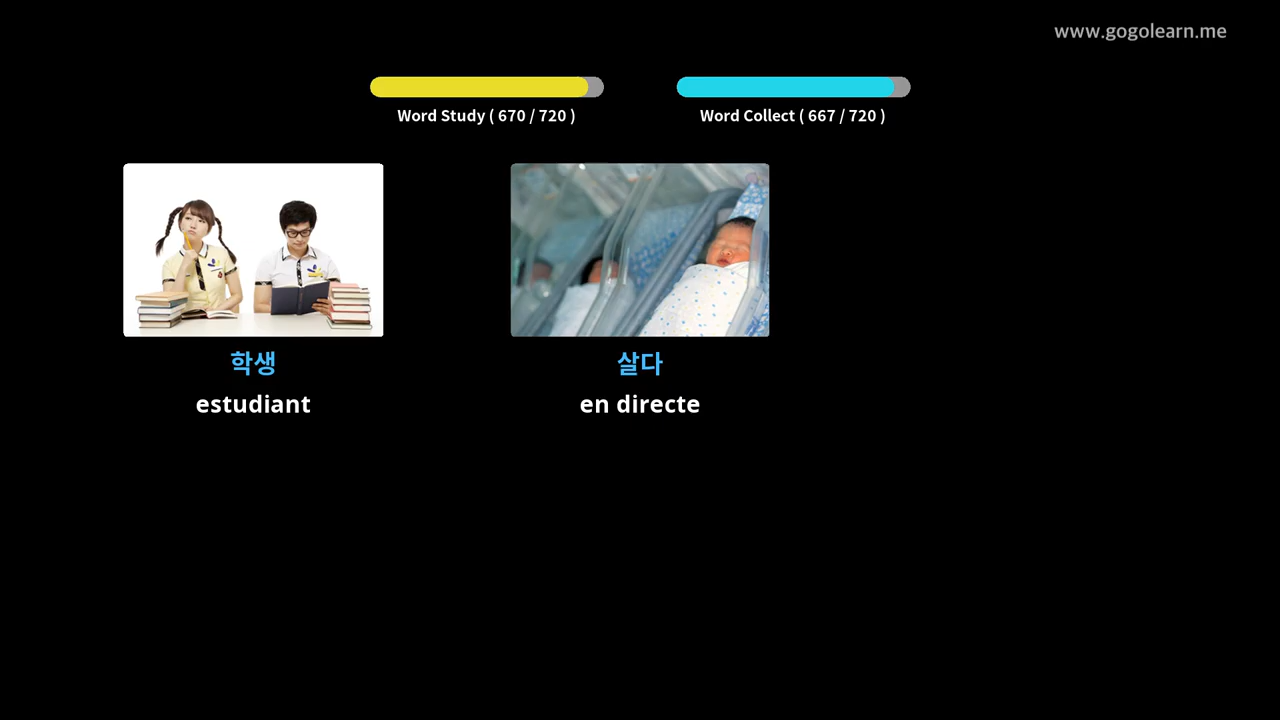 www.gogolearn.me
Word Study ( 670 / 720 )
Word Collect ( 667 / 720 )
학생
estudiant
살다
en directe